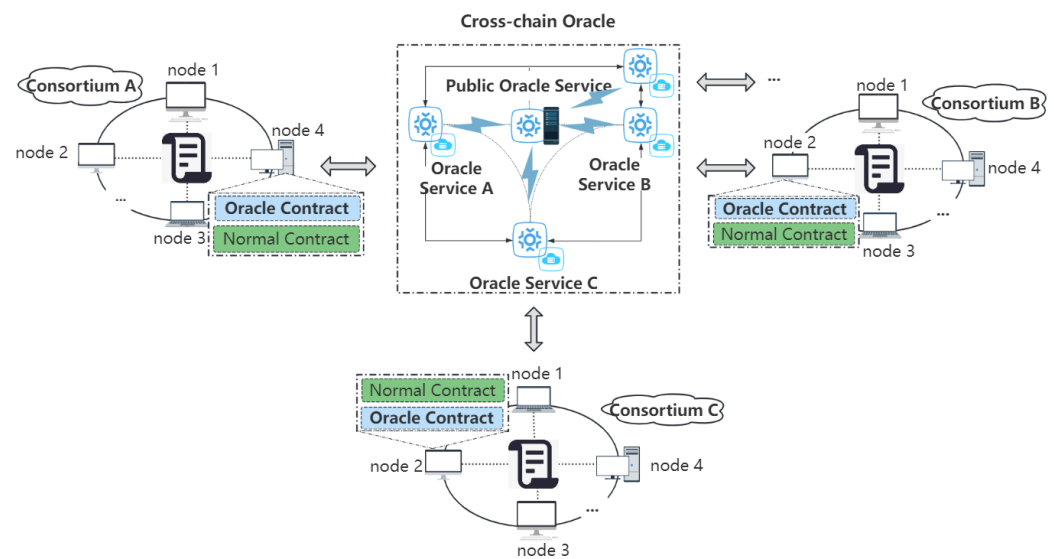 Cross-chain Oracle
Consortium A
node 1
node 2
node 4
...
node 3
Oracle Contract
Normal Contract
Public Oracle Service
Oracle
Service A
Oracle
Service B
Oracle Service C
...
Consortium B
node 1
node 2
node 4
...
node 3
Oracle Contract
Normal Contract
Normal Contract
Oracle Contract
node 1
Consortium C
node 2
node 4
...
node 3